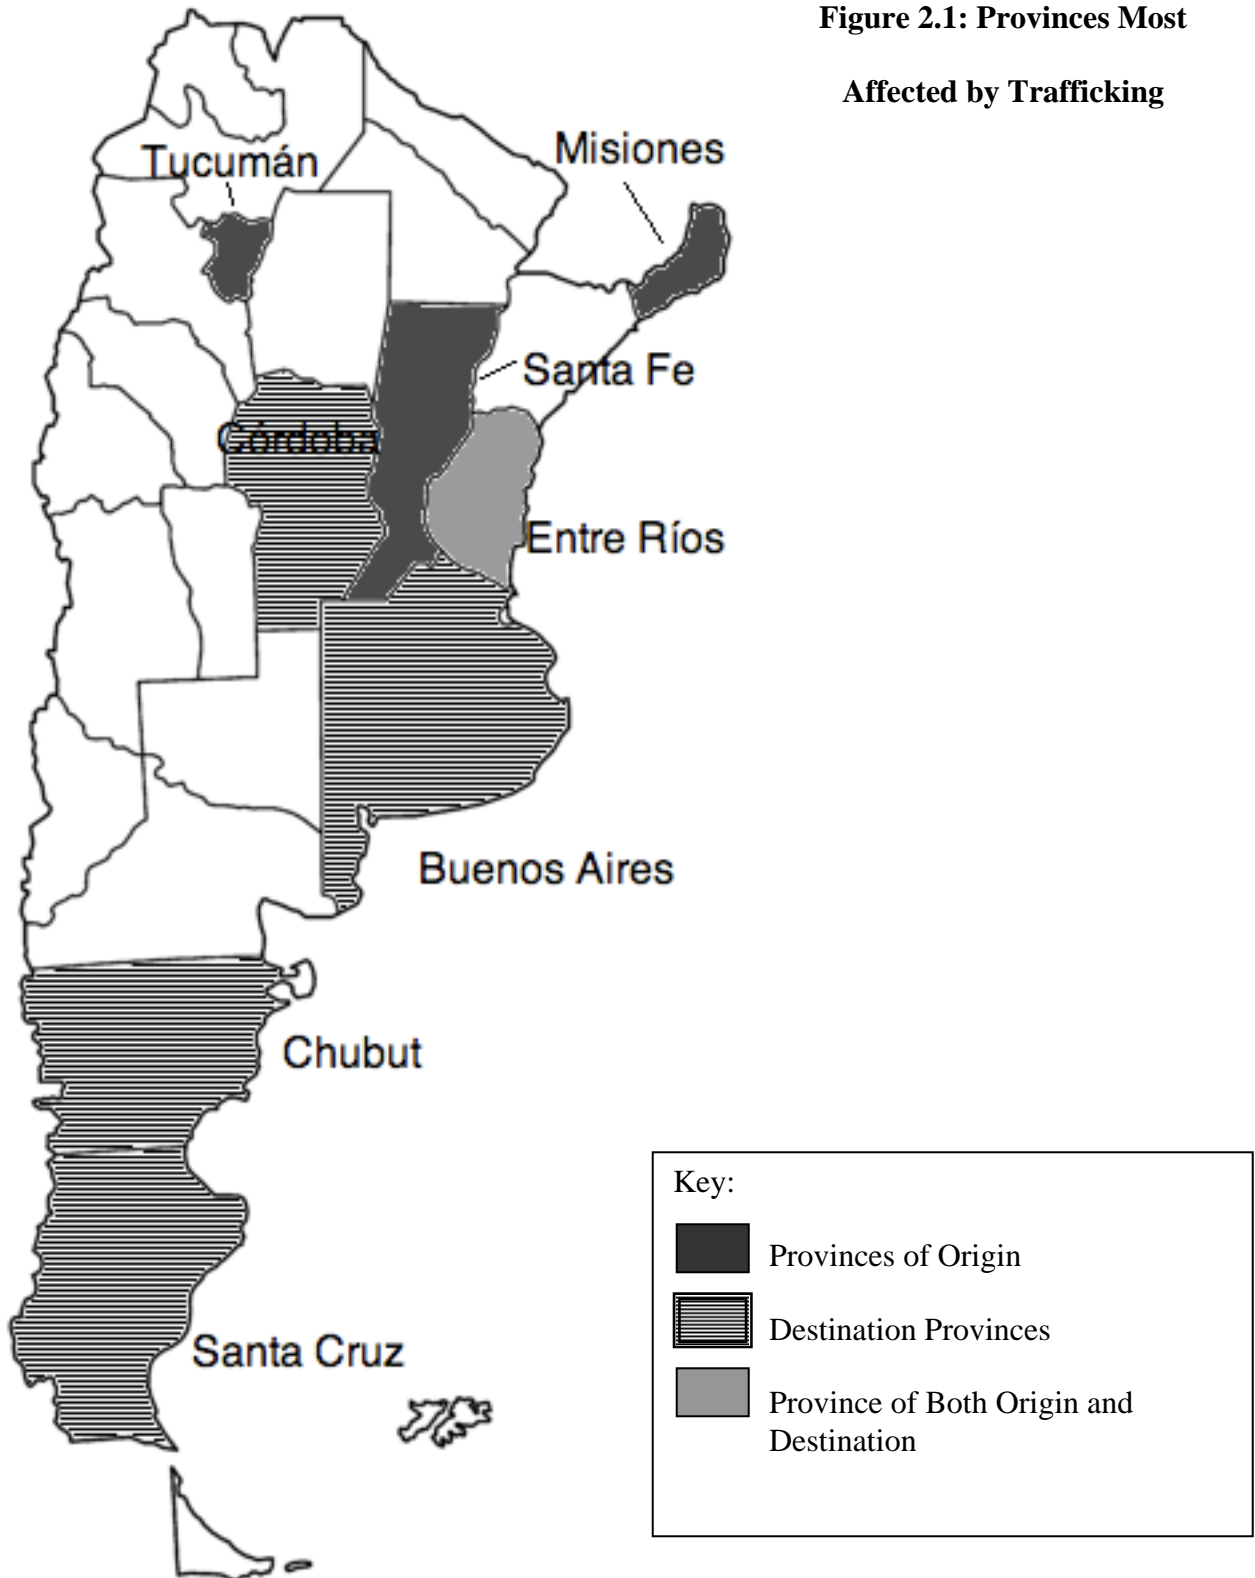 Figure 2.1: Provinces Most
Affected by Trafficking
Misiones
Tucumán
Santa Fe
Córdoba
Entre Ríos
Buenos Aires
Chubut
Santa Cruz
Key:
Provinces of Origin
Destination Provinces
Province of Both Origin and
Destination